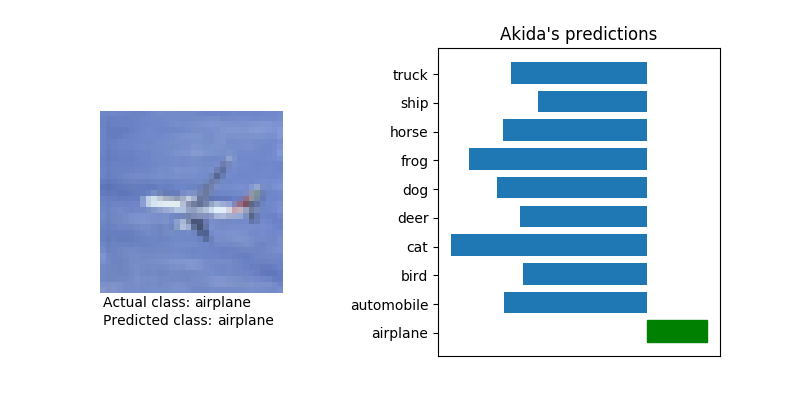 Akida's predictions
truck
ship
horse
frog
dog
deer
cat
bird
automobile
airplane
Actual class: airplane
Predicted class: airplane